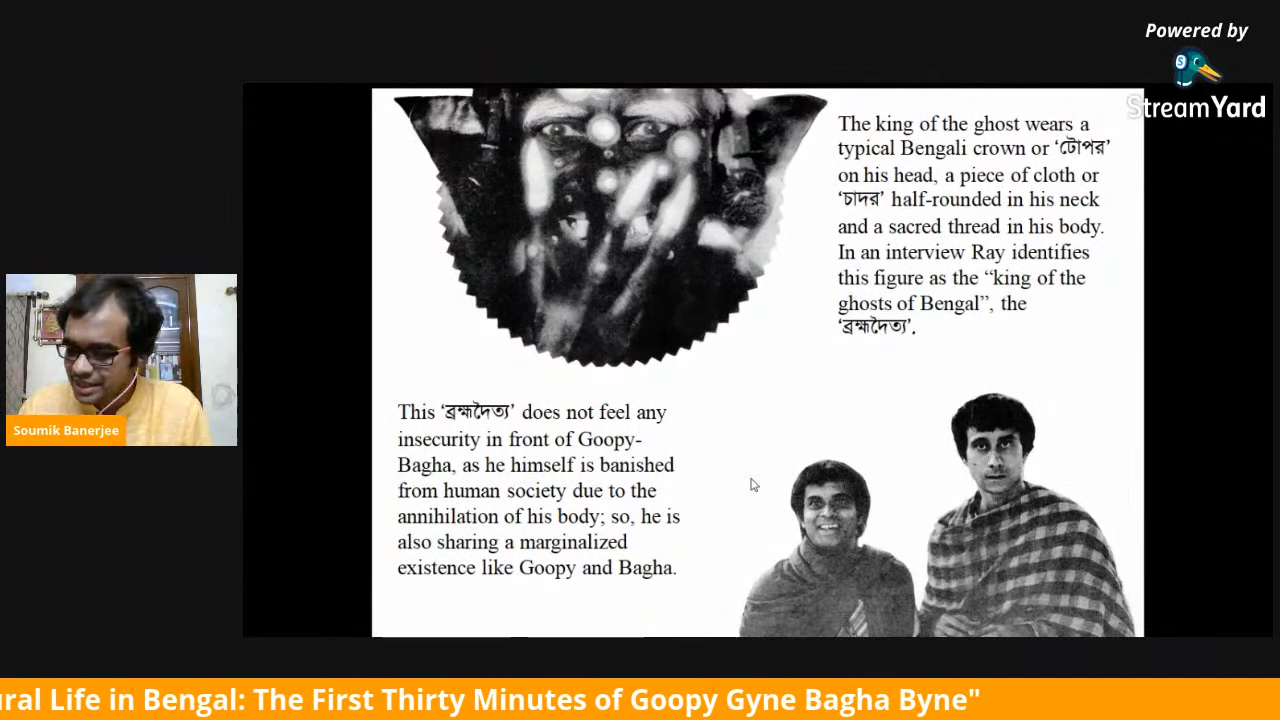 Powered by
StreamYard
The king of the ghost wears a
typical Bengali crown or ‘টোপর’
on his head, a piece of cloth or
‘চাদর’ half-rounded in his neck
and a sacred thread in his body.
In an interview Ray identifies
this figure as the “king of the
ghosts of Bengal”, the
‘ব্রহ্মদৈত্য’.
Soumik Banerjee
This ‘ব্রহ্মদৈত্য’ does not feel any
insecurity in front of Goopy-
Bagha, as he himself is banished
from human society due to the
annihilation of his body; so, he is
also sharing a marginalized
existence like Goopy and Bagha.
ural Life in Bengal: The First Thirty Minutes of Goopy Gyne Bagha Byne"